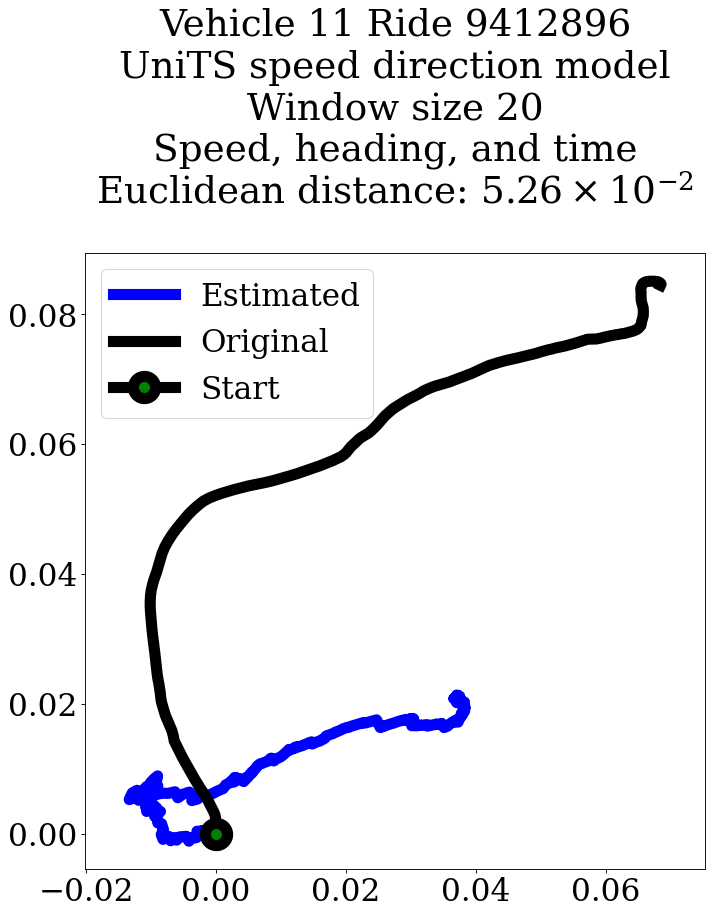 Vehicle 11 Ride 9412896
UniTS speed direction model
Window size 20
Speed, heading, and time
Euclidean distance: 5.26 × 10⁻²
Estimated
Original
Start
0.08
0.06
0.04
0.02
0.00
−0.02 0.00 0.02 0.04 0.06